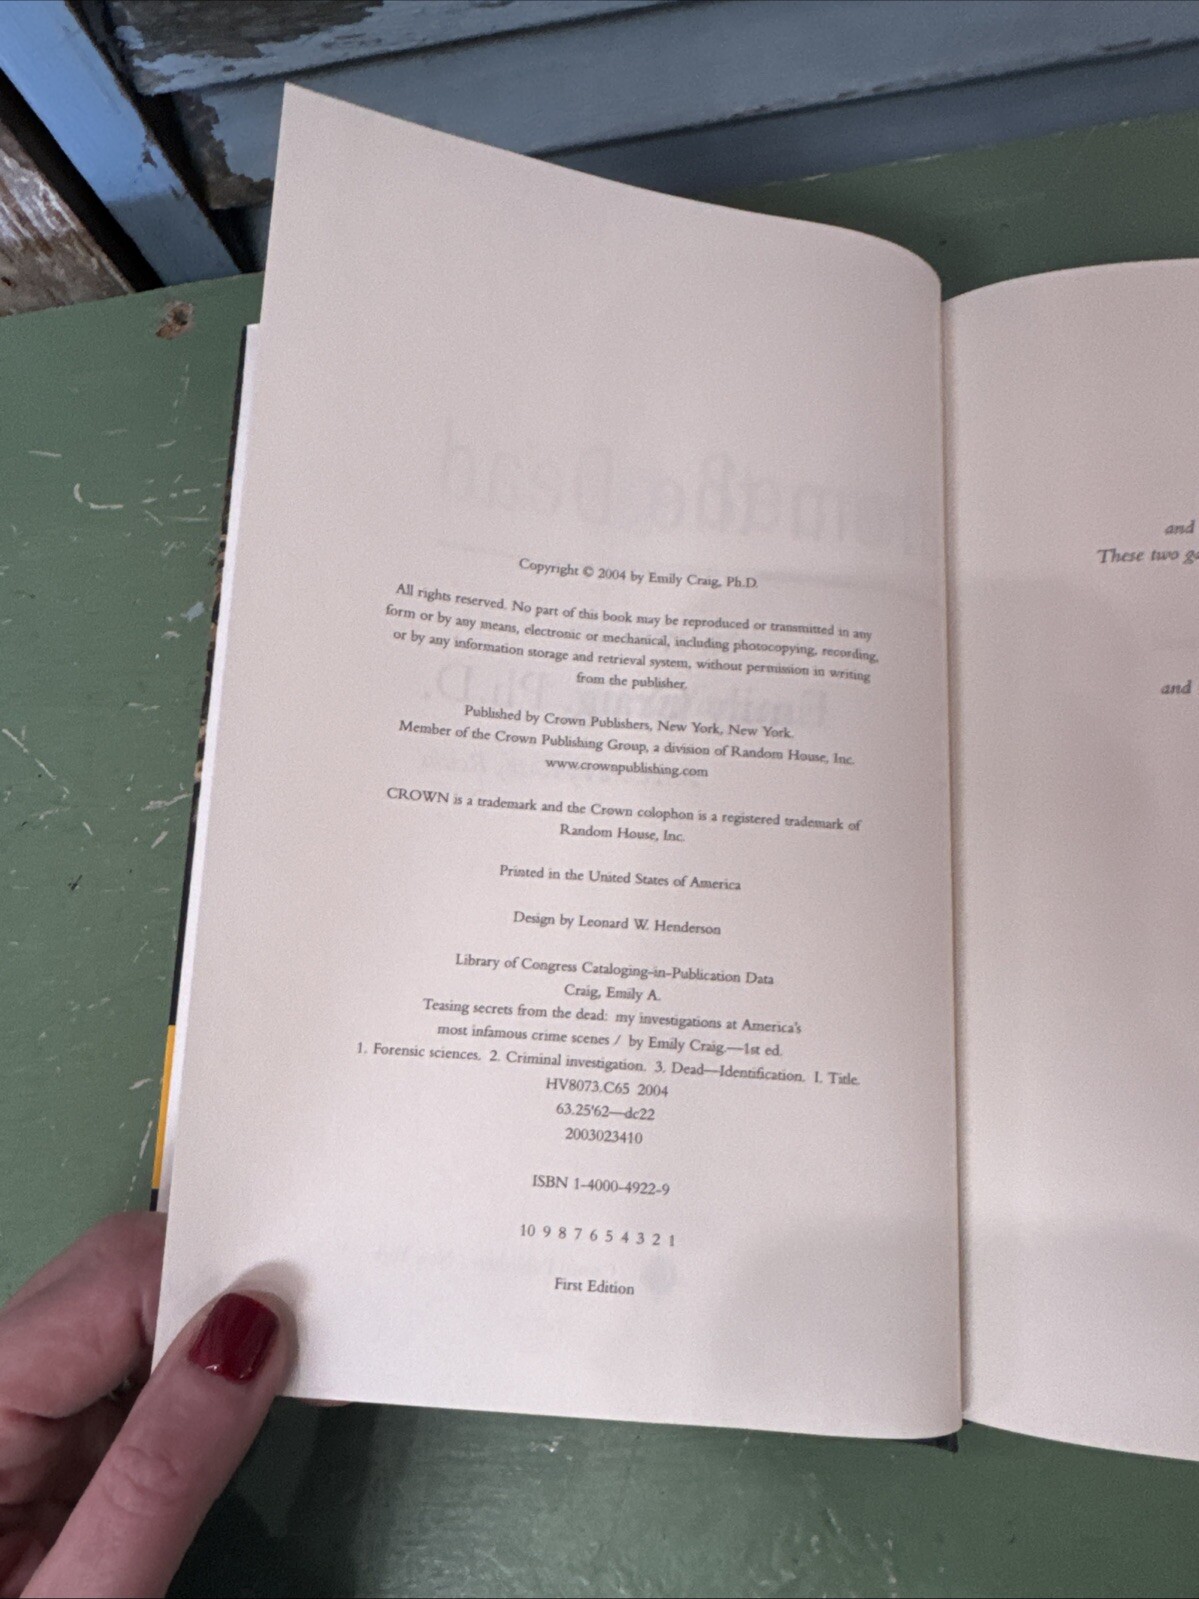 Copyright © 2004 by Emily Craig, Ph.D.
All rights reserved. No part of this book may be reproduced or transmitted in any
form or by any means, electronic or mechanical, including photocopying, recording,
or by any information storage and retrieval system, without permission in writing
from the publisher.
Published by Crown Publishers, New York, New York.
Member of the Crown Publishing Group, a division of Random House, Inc.
www.crownpublishing.com
CROWN is a trademark and the Crown colophon is a registered trademark of
Random House, Inc.
Printed in the United States of America
Design by Leonard W. Henderson
Library of Congress Cataloging-in-Publication Data
Craig, Emily A.
Teasing secrets from the dead: my investigations at America's
most infamous crime scenes / by Emily Craig.—1st ed.
1. Forensic sciences. 2. Criminal investigation. 3. Dead—Identification. I. Title.
HV8073.C65 2004
63.25'62—dc22
2003023410
ISBN 1-4000-4922-9
10 9 8 7 6 5 4 3 2 1
First Edition
and
These two
and